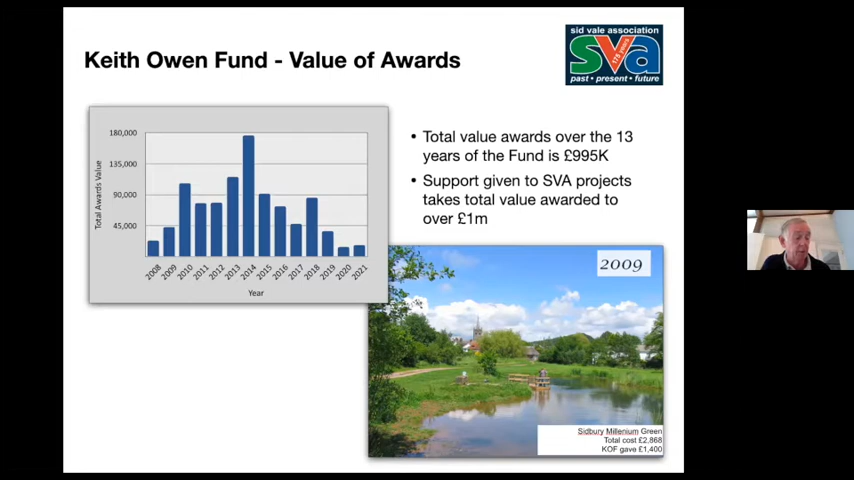 Keith Owen Fund - Value of Awards
sid vale association
sva
175 years
past • present • future
180,000
135,000
90,000
45,000
Total Awards Value
2008
2009
2010
2011
2012
2013
2014
2015
2016
2017
2018
2019
2020
2021
Year
• Total value awards over the 13
years of the Fund is £995K
• Support given to SVA projects
takes total value awarded to
over £1m
2009
Sidbury Millenium Green
Total cost £2,868
KOF gave £1,400